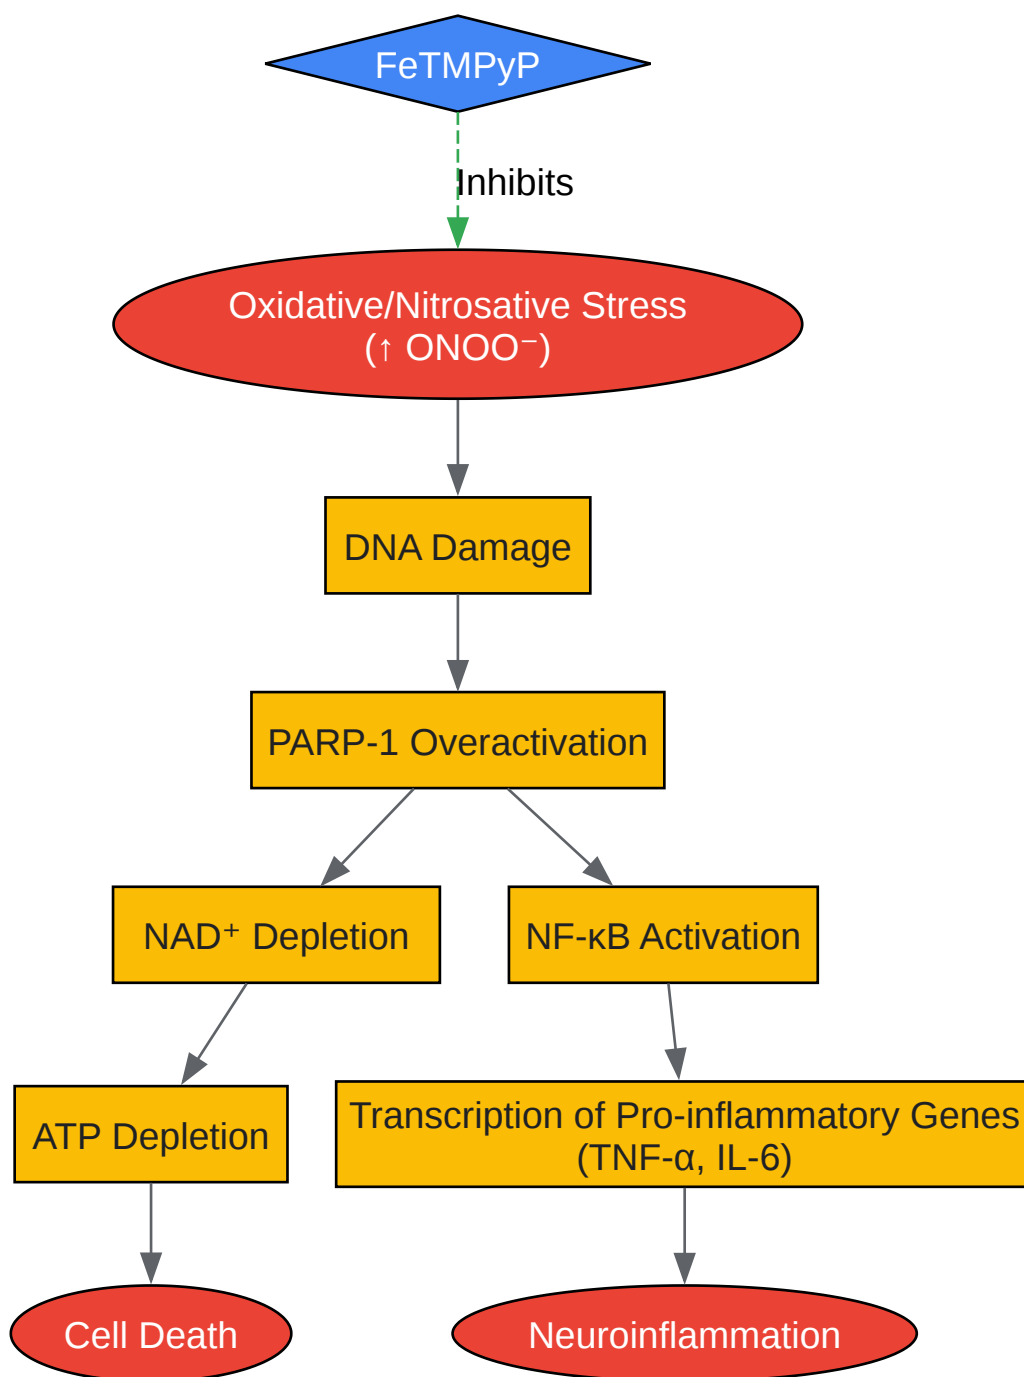 FeTMPyP
Inhibits
Oxidative/Nitrosative Stress
(↑ ONOO⁻)
DNA Damage
PARP-1 Overactivation
NAD⁺ Depletion
NF-κB Activation
ATP Depletion
Transcription of Pro-inflammatory Genes
(TNF-α, IL-6)
Cell Death
Neuroinflammation